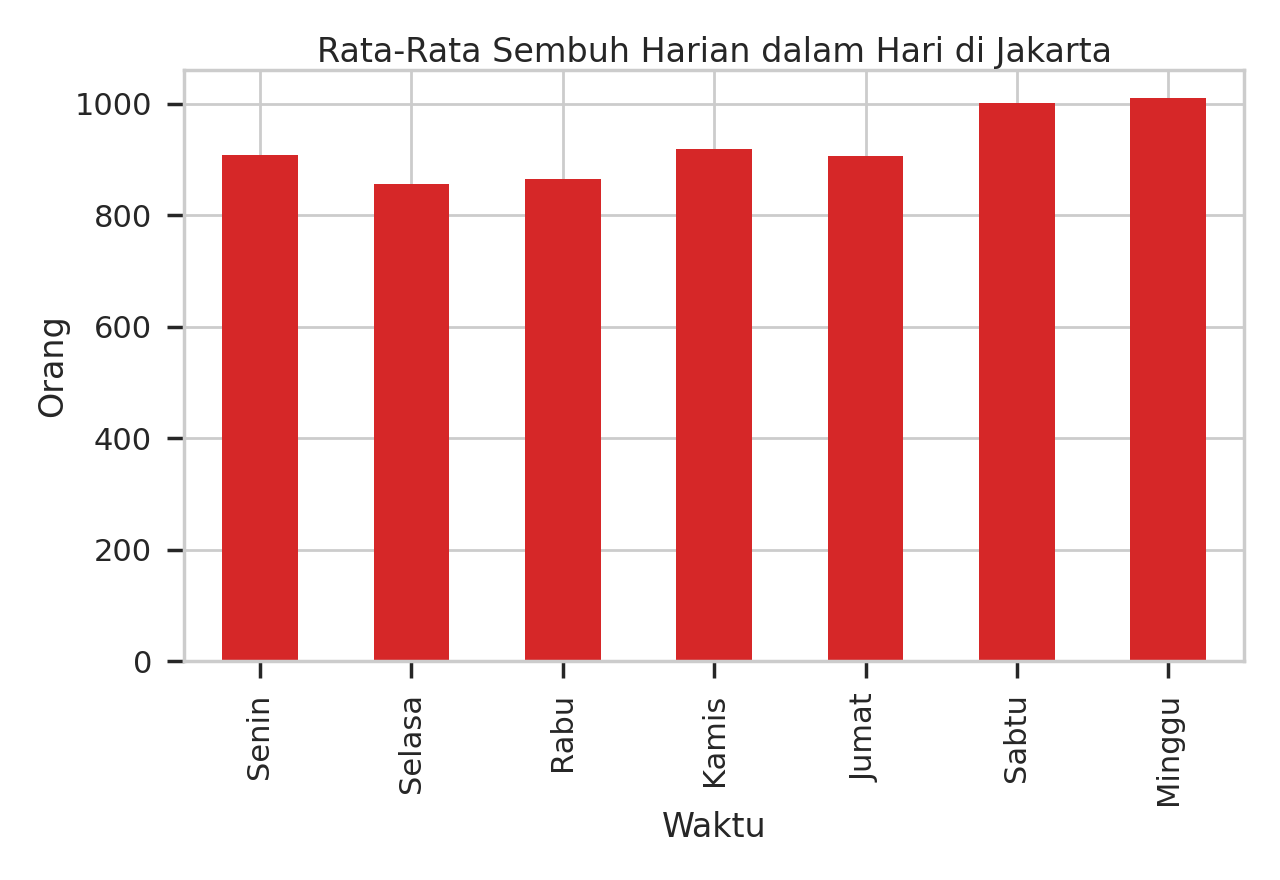 Rata-Rata Sembuh Harian dalam Hari di Jakarta
1000
800
600
400
200
0
Orang
Senin
Selasa
Rabu
Kamis
Jumat
Sabtu
Minggu
Waktu